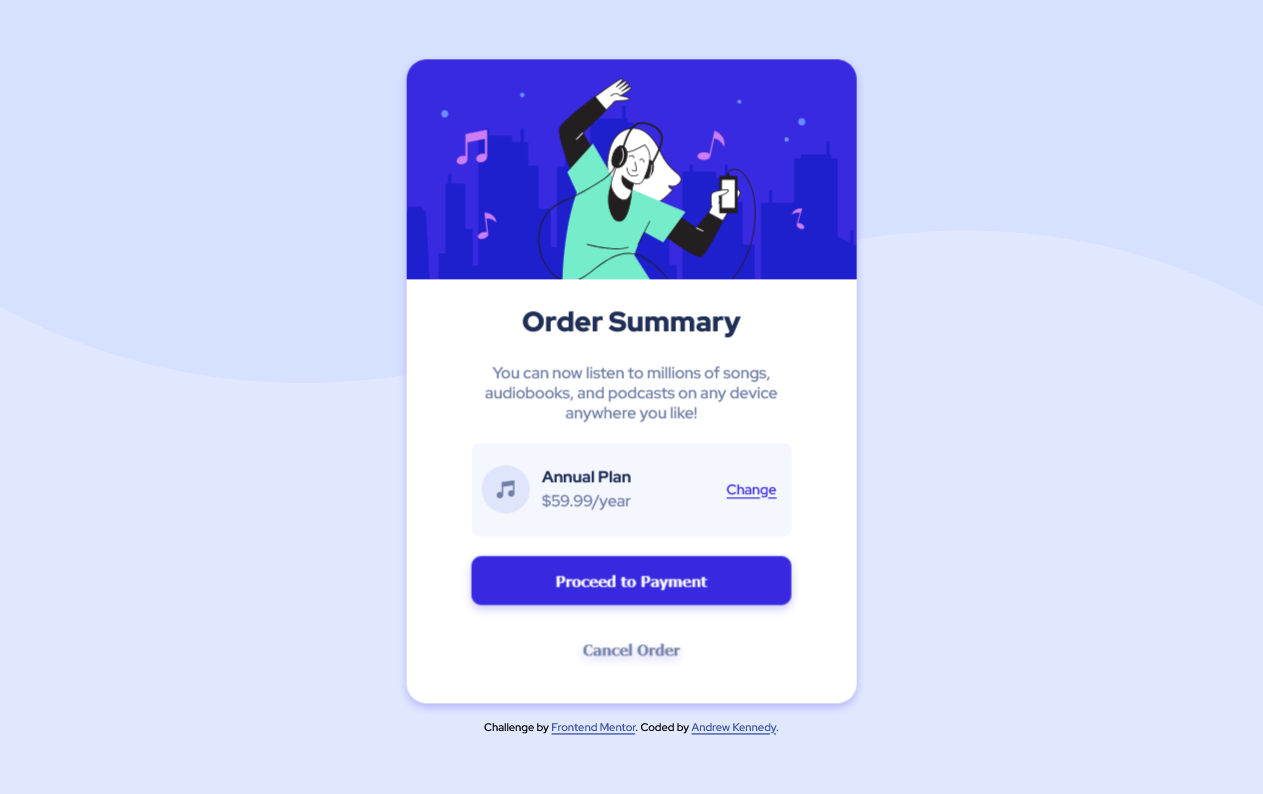 Order Summary
You can now listen to millions of songs,
audiobooks, and podcasts on any device
anywhere you like!
Annual Plan
$59.99/year
Change
Proceed to Payment
Cancel Order
Challenge by Frontend Mentor. Coded by Andrew Kennedy.